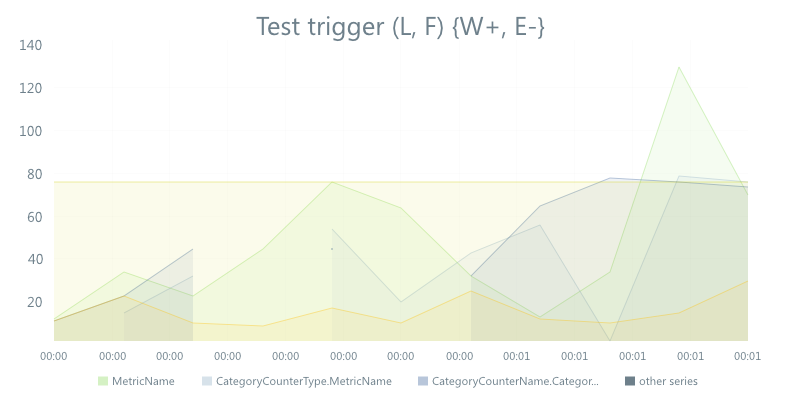 Test trigger (L, F) {W+, E-}
140
120
100
80
60
40
20
00:00 00:00 00:00 00:00 00:00 00:00 00:00 00:00 00:01 00:01 00:01 00:01 00:01
MetricName CategoryCounterType.MetricName CategoryCounterName.Categor... other series